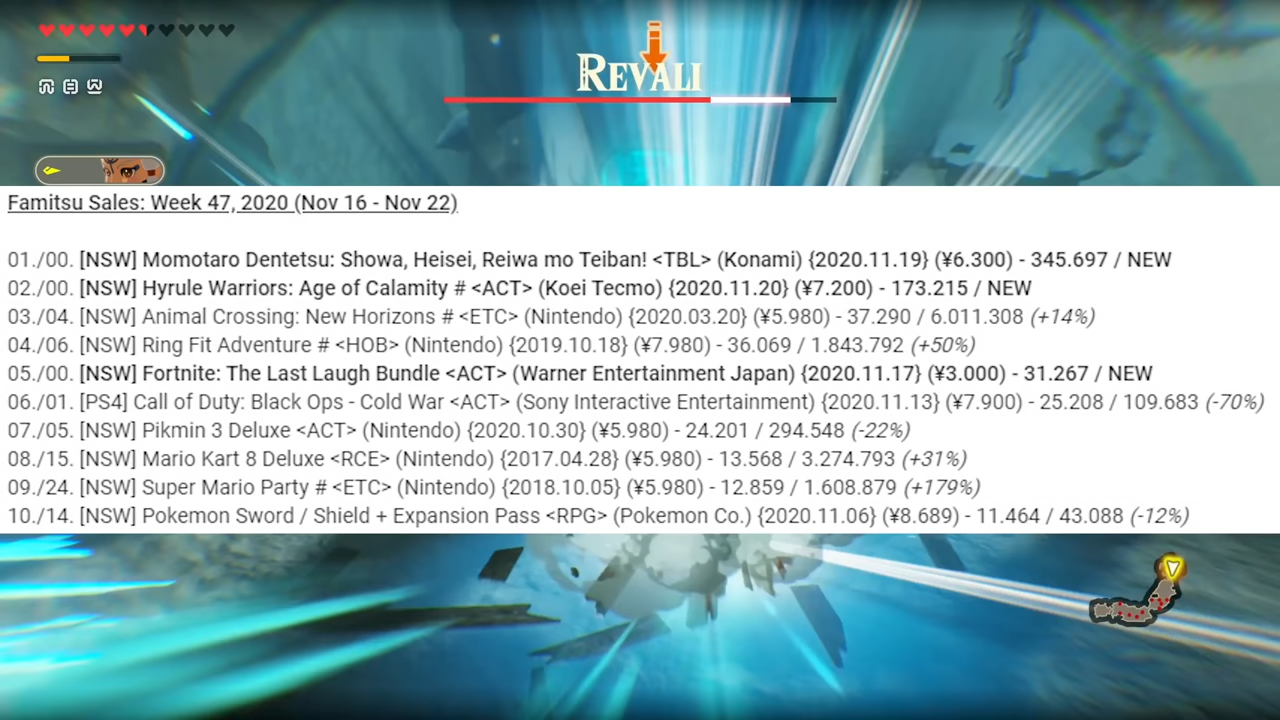 REVALI
Famitsu Sales: Week 47, 2020 (Nov 16 - Nov 22)
01./00. [NSW] Momotaro Dentetsu: Showa, Heisei, Reiwa mo Teiban! <TBL> (Konami) {2020.11.19} (¥6.300) - 345.697 / NEW
02./00. [NSW] Hyrule Warriors: Age of Calamity # <ACT> (Koei Tecmo) {2020.11.20} (¥7.200) - 173.215 / NEW
03./04. [NSW] Animal Crossing: New Horizons # <ETC> (Nintendo) {2020.03.20} (¥5.980) - 37.290 / 6.011.308 (+14%)
04./06. [NSW] Ring Fit Adventure # <HOB> (Nintendo) {2019.10.18} (¥7.980) - 36.069 / 1.843.792 (+50%)
05./00. [NSW] Fortnite: The Last Laugh Bundle <ACT> (Warner Entertainment Japan) {2020.11.17} (¥3.000) - 31.267 / NEW
06./01. [PS4] Call of Duty: Black Ops - Cold War <ACT> (Sony Interactive Entertainment) {2020.11.13} (¥7.900) - 25.208 / 109.683 (-70%)
07./05. [NSW] Pikmin 3 Deluxe <ACT> (Nintendo) {2020.10.30} (¥5.980) - 24.201 / 294.548 (-22%)
08./15. [NSW] Mario Kart 8 Deluxe <RCE> (Nintendo) {2017.04.28} (¥5.980) - 13.568 / 3.274.793 (+31%)
09./24. [NSW] Super Mario Party # <ETC> (Nintendo) {2018.10.05} (¥5.980) - 12.859 / 1.608.879 (+179%)
10./14. [NSW] Pokemon Sword / Shield + Expansion Pass <RPG> (Pokemon Co.) {2020.11.06} (¥8.689) - 11.464 / 43.088 (-12%)